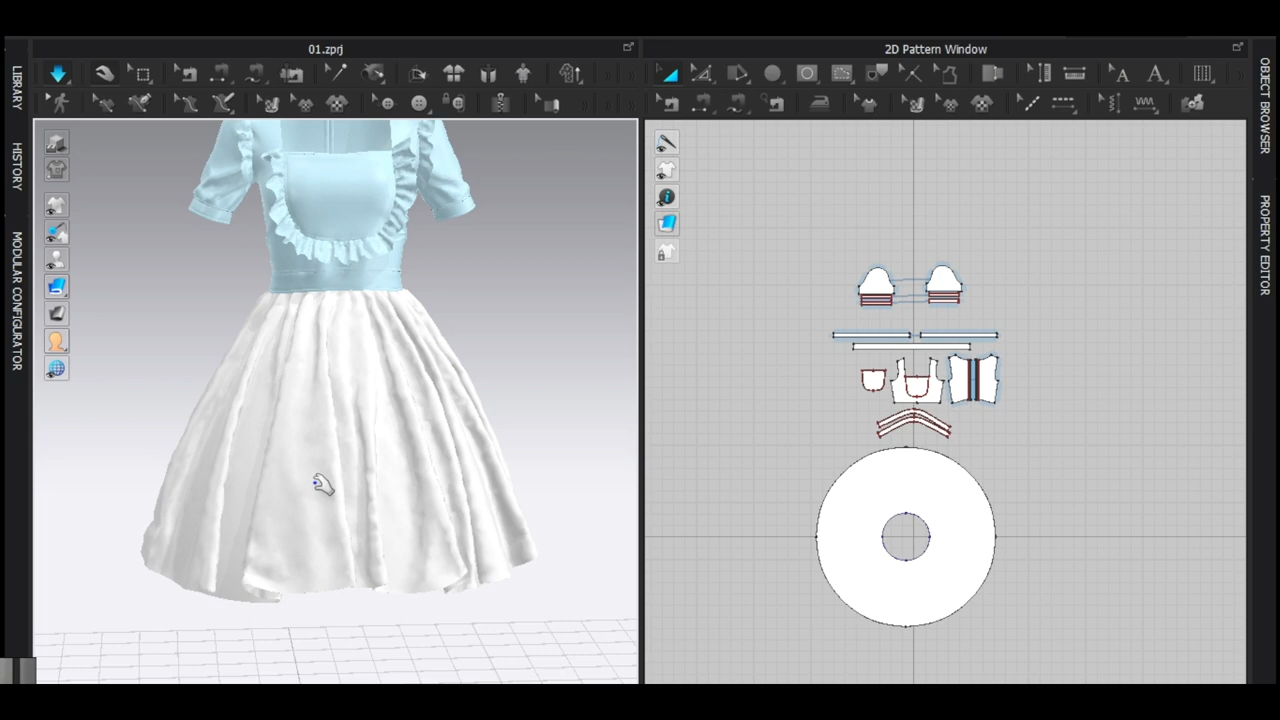 01.zprj
2D Pattern Window
LIBRARY
HISTORY
MODULAR CONFIGURATOR
OBJECT BROWSER
PROPERTY EDITOR